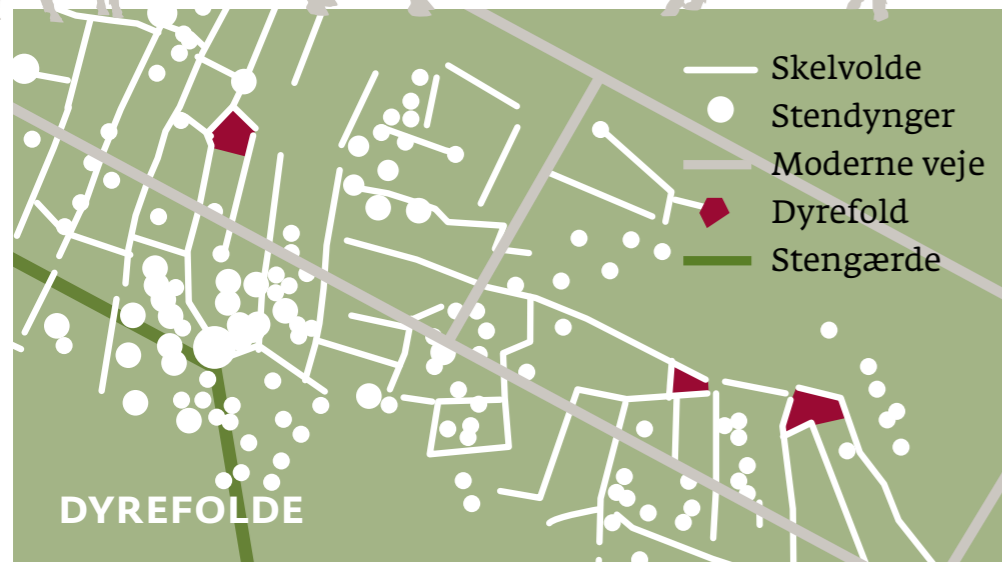 Skelvolde
Stendynger
Moderne veje
Dyrefold
Stengærde
DYREFOLDE